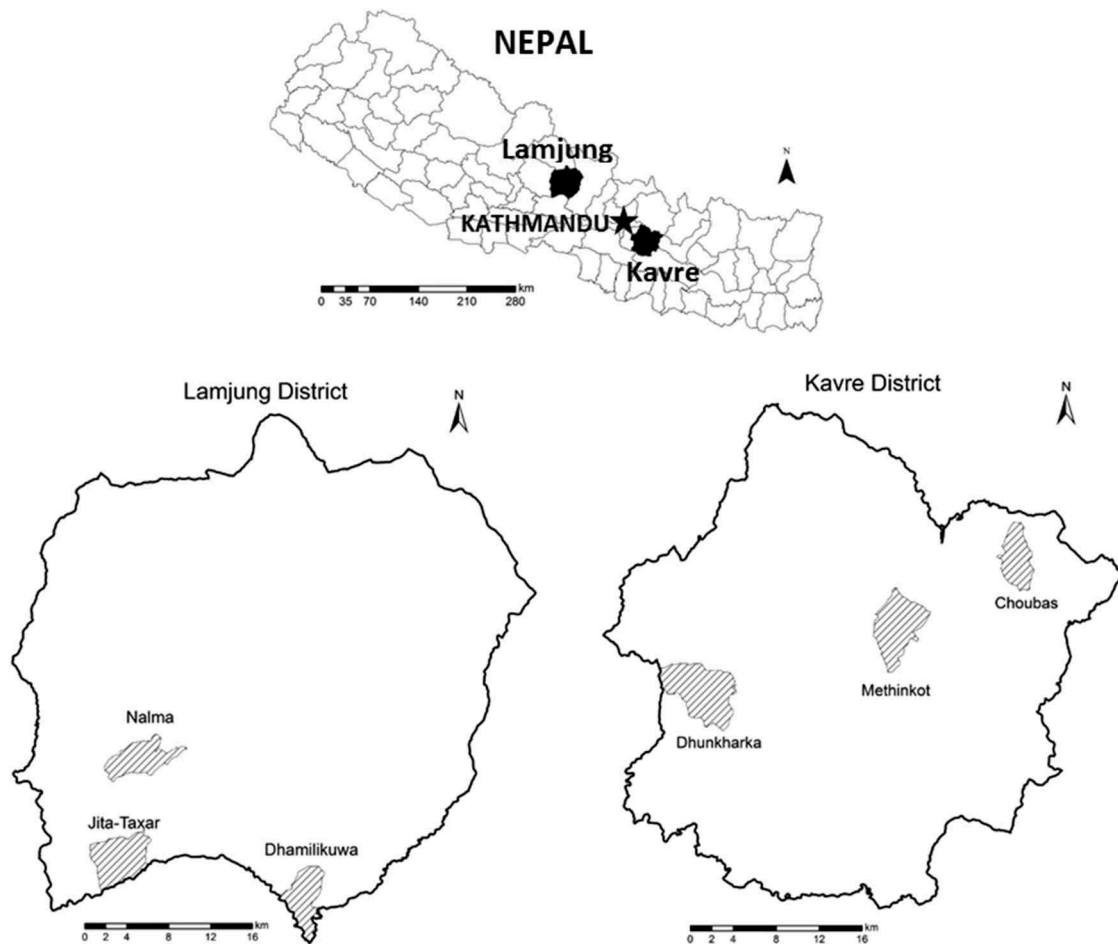 NEPAL
Lamjung
N
KATHMANDU
Kavre
km
0 35 70 140 210 280
Lamjung District
N
Kavre District
N
Choubas
Methinkot
Dhunkharka
Nalma
Jita-Taxar
Dhamilikuwa
km
0 2 4 8 12 16
km
0 2 4 8 12 16